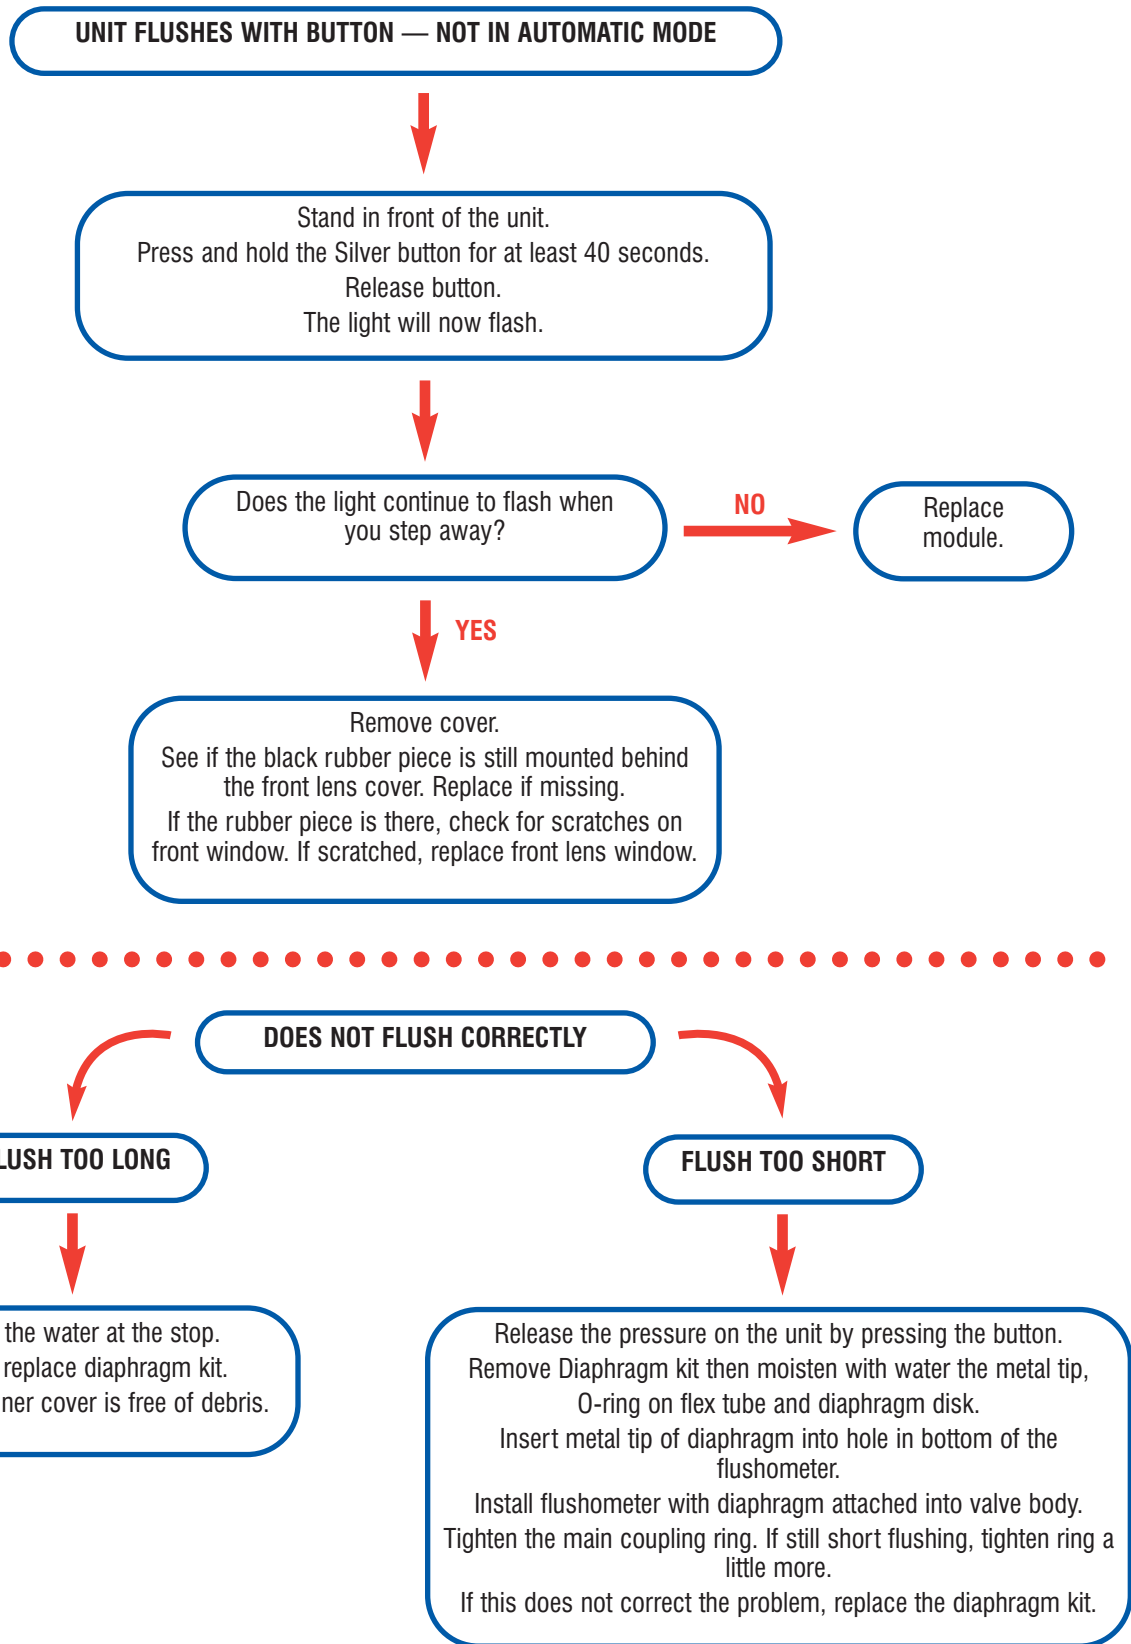 UNIT FLUSHES WITH BUTTON — NOT IN AUTOMATIC MODE
Stand in front of the unit.
Press and hold the Silver button for at least 40 seconds.
Release button.
The light will now flash.
Does the light continue to flash when
you step away?
NO
Replace
module.
YES
Remove cover.
See if the black rubber piece is still mounted behind
the front lens cover. Replace if missing.
If the rubber piece is there, check for scratches on
front window. If scratched, replace front lens window.
DOES NOT FLUSH CORRECTLY
LUSH TOO LONG
the water at the stop.
replace diaphragm kit.
ner cover is free of debris.
FLUSH TOO SHORT
Release the pressure on the unit by pressing the button.
Remove Diaphragm kit then moisten with water the metal tip,
O-ring on flex tube and diaphragm disk.
Insert metal tip of diaphragm into hole in bottom of the
flushometer.
Install flushometer with diaphragm attached into valve body.
Tighten the main coupling ring. If still short flushing, tighten ring a
little more.
If this does not correct the problem, replace the diaphragm kit.